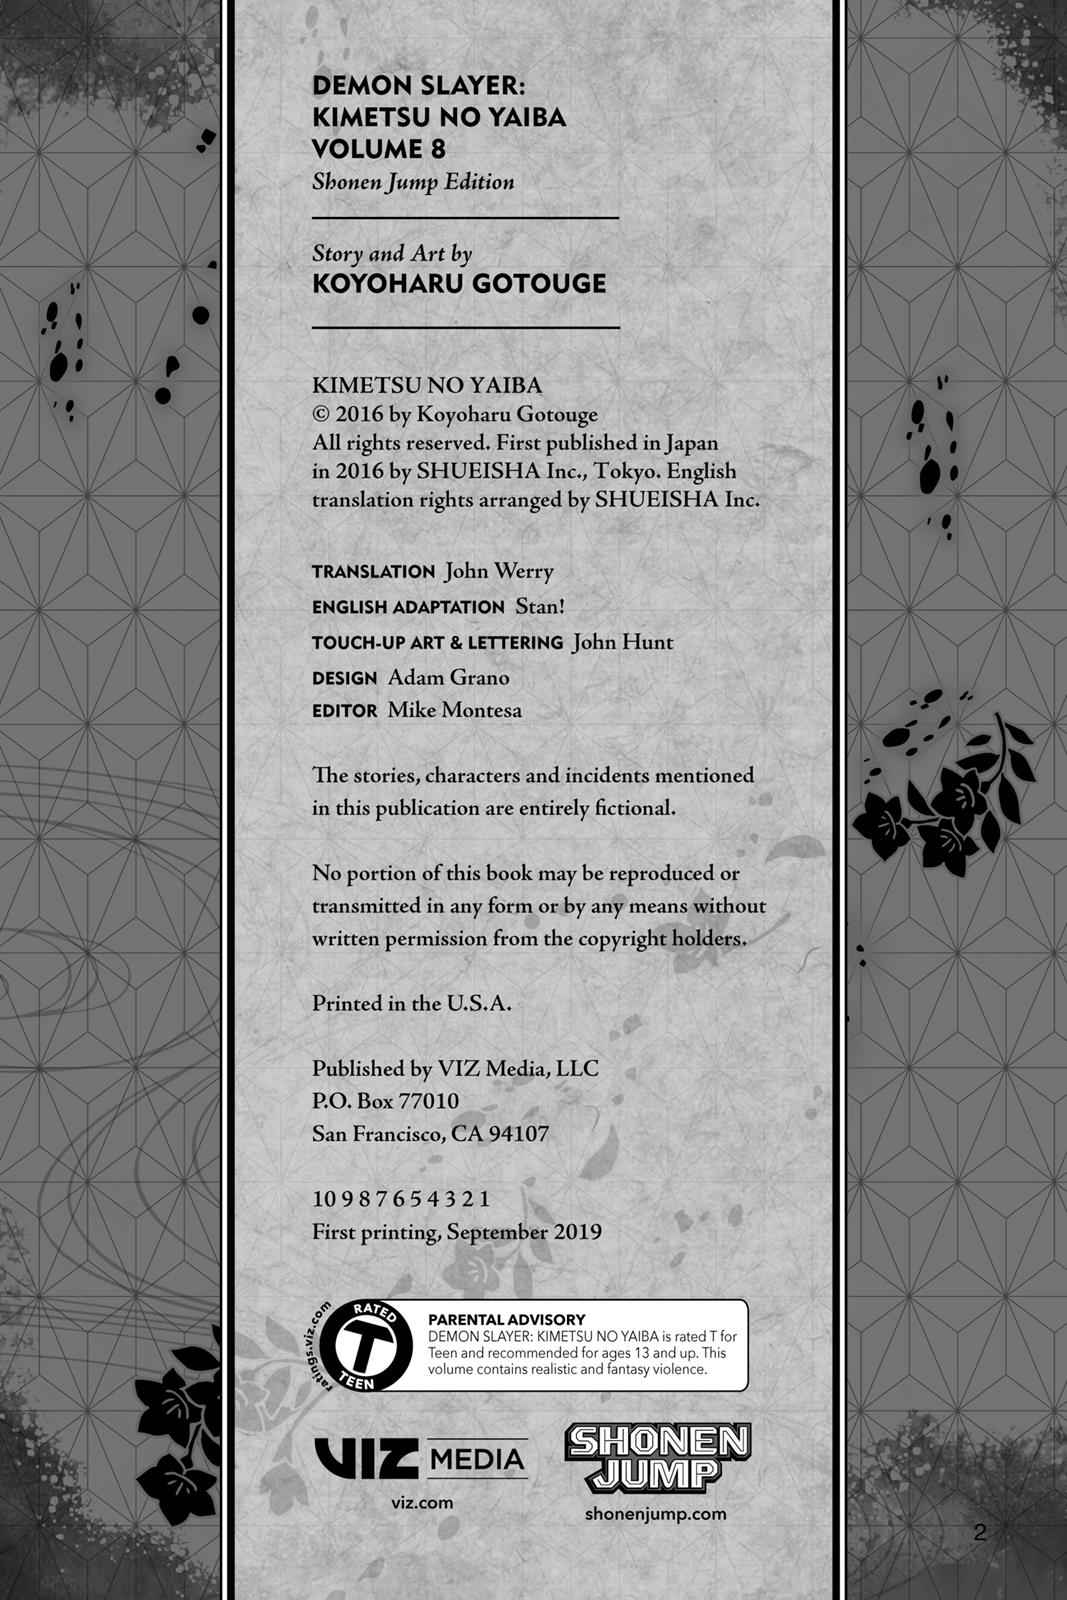 DEMON SLAYER:
KIMETSU NO YAIBA
VOLUME 8
Shonen Jump Edition
Story and Art by
KOYOHARU GOTOUGE
KIMETSU NO YAIBA
© 2016 by Koyoharu Gotouge
All rights reserved. First published in Japan
in 2016 by SHUEISHA Inc., Tokyo. English
translation rights arranged by SHUEISHA Inc.
TRANSLATION John Werry
ENGLISH ADAPTATION Stan!
TOUCH-UP ART & LETTERING John Hunt
DESIGN Adam Grano
EDITOR Mike Montesa
The stories, characters and incidents mentioned
in this publication are entirely fictional.
No portion of this book may be reproduced or
transmitted in any form or by any means without
written permission from the copyright holders.
Printed in the U.S.A.
Published by VIZ Media, LLC
P.O. Box 77010
San Francisco, CA 94107
10 9 8 7 6 5 4 3 2 1
First printing, September 2019
ratings.viz.com
RATED
T
TEEN
PARENTAL ADVISORY
DEMON SLAYER: KIMETSU NO YAIBA is rated T for
Teen and recommended for ages 13 and up. This
volume contains realistic and fantasy violence.
VIZ MEDIA
viz.com
SHONEN
JUMP
shonenjump.com
2